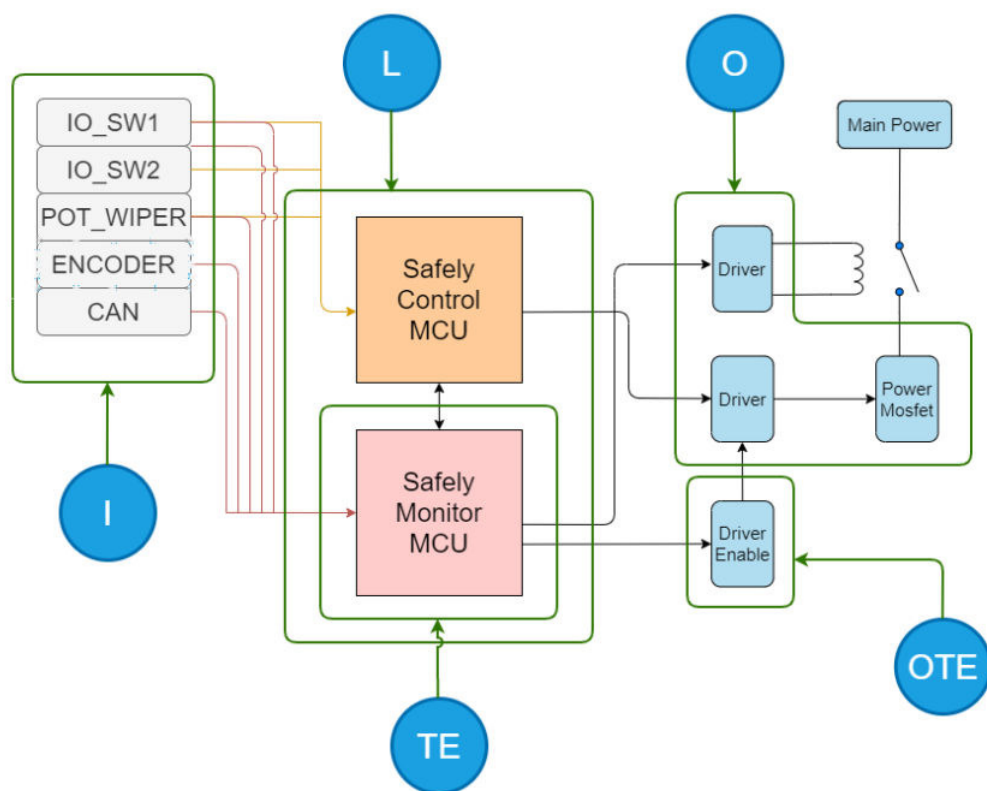 L
O
IO_SW1
IO_SW2
POT_WIPER
ENCODER
CAN
I
Safely
Control
MCU
Safely
Monitor
MCU
TE
Main Power
Driver
Driver
Power
Mosfet
Driver
Enable
OTE